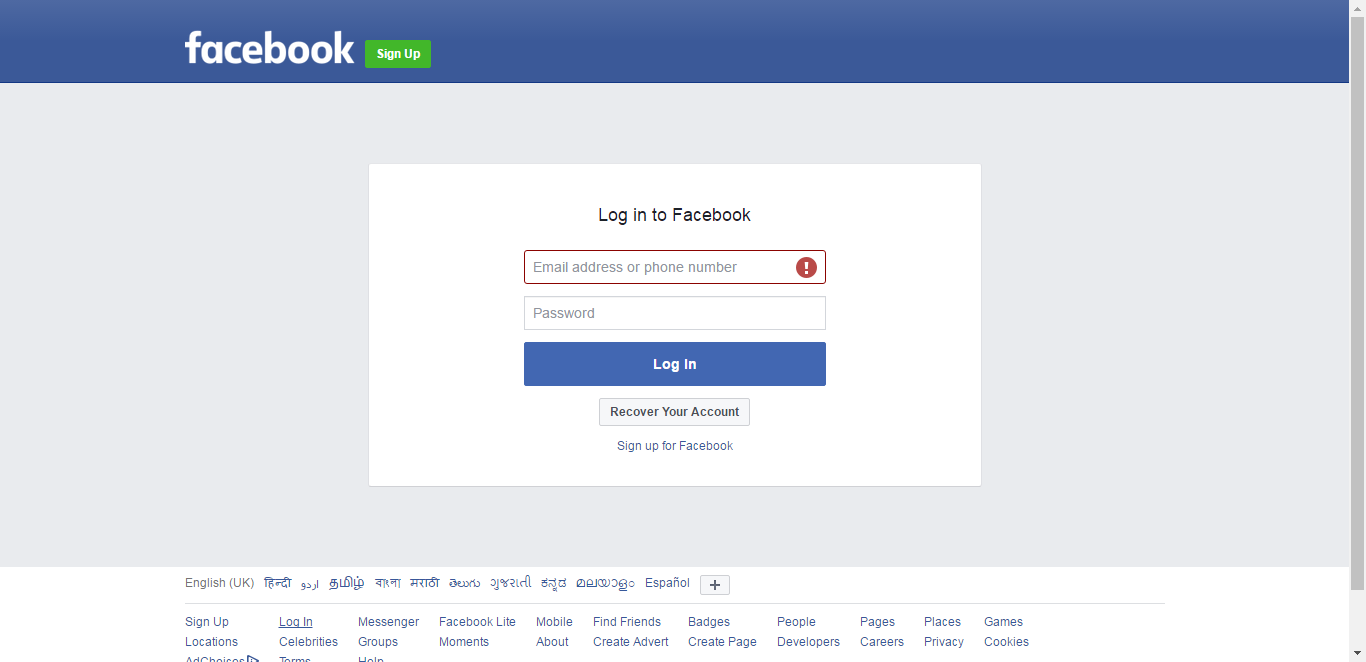 facebook Sign Up
Log in to Facebook
Email address or phone number
Password
Log In
Recover Your Account
Sign up for Facebook
English (UK) हिन्दी اردو தமிழ் বাংলা मराठी తెలుగు ગુજરાતી ಕನ್ನಡ മലയാളം Español +
Sign Up Log In Messenger Facebook Lite Mobile Find Friends Badges People Pages Places Games
Locations Celebrities Groups Moments About Create Advert Create Page Developers Careers Privacy Cookies
AdChoices Terms Help